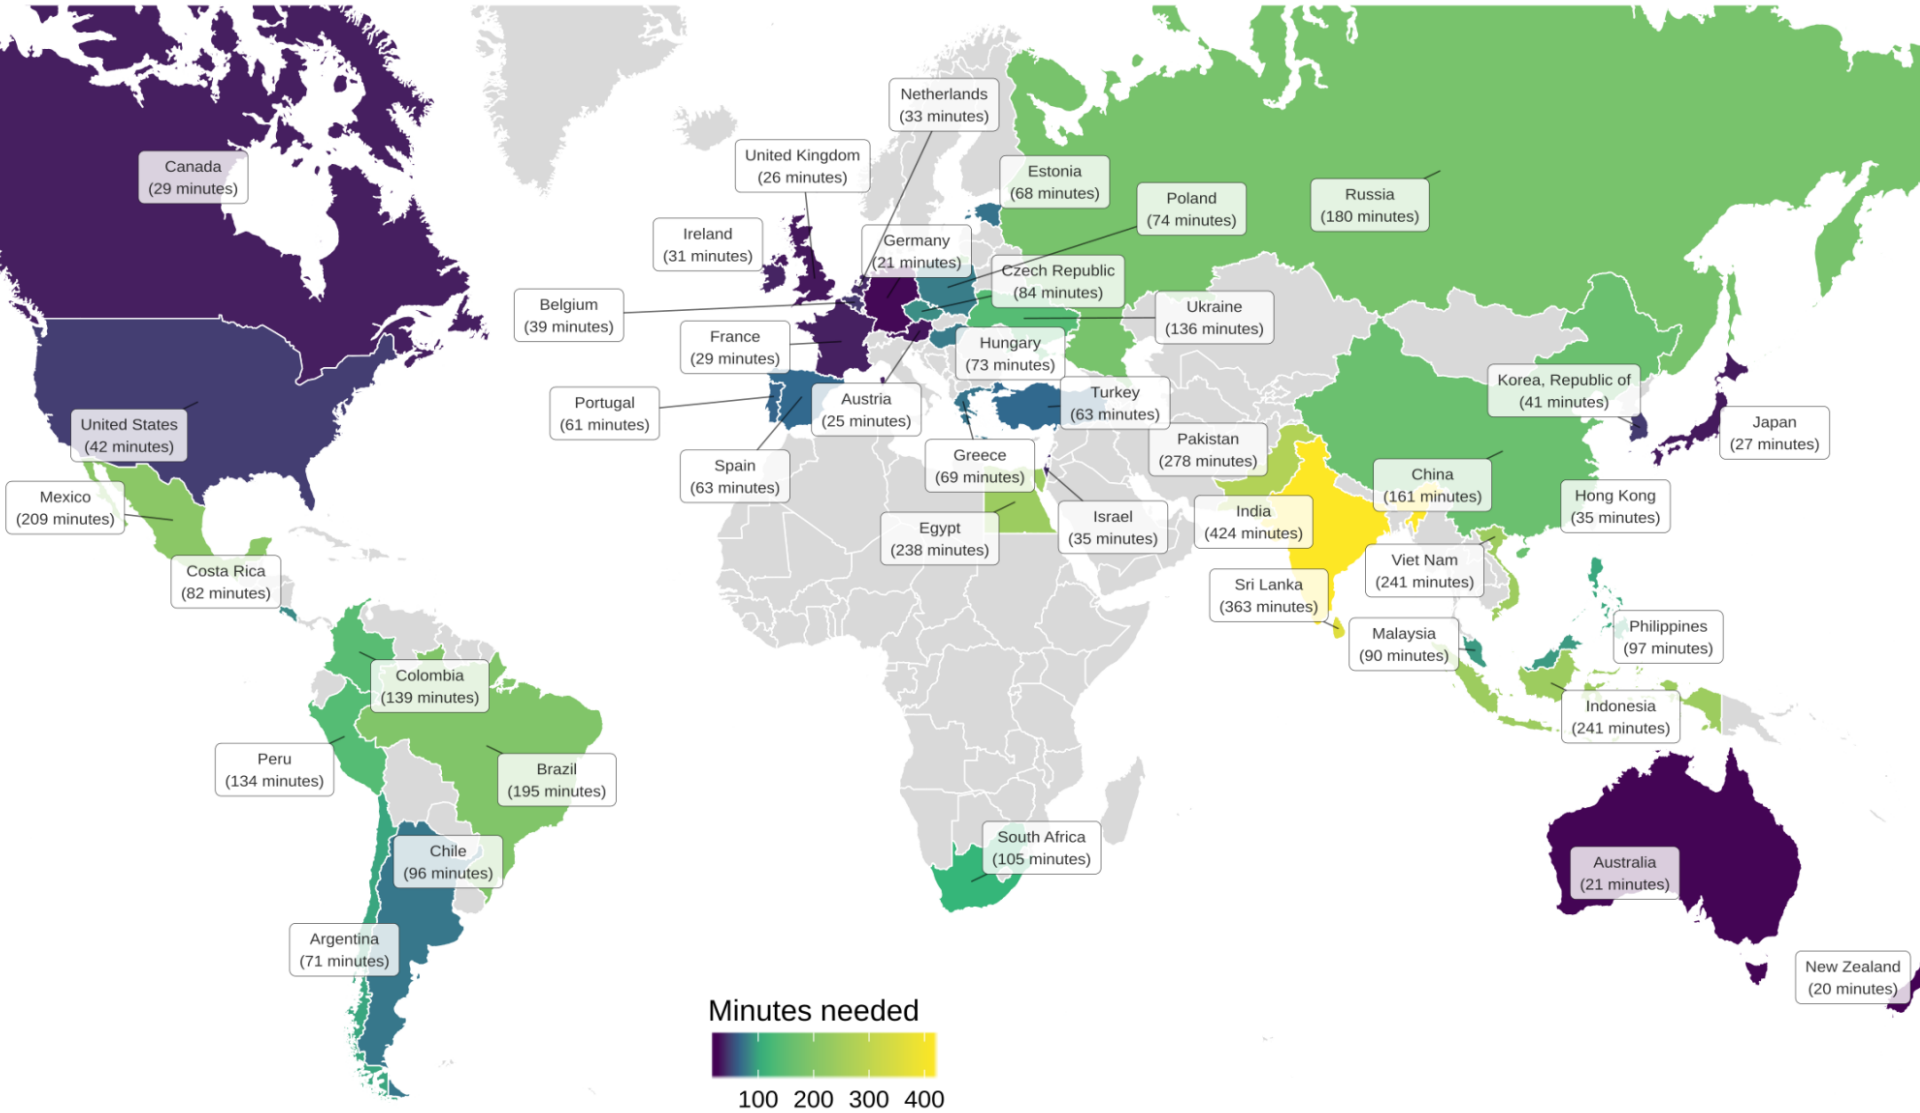 Netherlands
(33 minutes)
United Kingdom
(26 minutes)
Canada
(29 minutes)
Estonia
(68 minutes)
Poland
(74 minutes)
Russia
(180 minutes)
Ireland
(31 minutes)
Germany
(21 minutes)
Czech Republic
(84 minutes)
Belgium
(39 minutes)
Ukraine
(136 minutes)
France
(29 minutes)
Hungary
(73 minutes)
Korea, Republic of
(41 minutes)
Portugal
(61 minutes)
Austria
(25 minutes)
Turkey
(63 minutes)
United States
(42 minutes)
Japan
(27 minutes)
Pakistan
(278 minutes)
Spain
(63 minutes)
Greece
(69 minutes)
China
(161 minutes)
Mexico
(209 minutes)
Hong Kong
(35 minutes)
India
(424 minutes)
Israel
(35 minutes)
Egypt
(238 minutes)
Viet Nam
(241 minutes)
Costa Rica
(82 minutes)
Sri Lanka
(363 minutes)
Malaysia
(90 minutes)
Philippines
(97 minutes)
Colombia
(139 minutes)
Indonesia
(241 minutes)
Peru
(134 minutes)
Brazil
(195 minutes)
South Africa
(105 minutes)
Chile
(96 minutes)
Australia
(21 minutes)
Argentina
(71 minutes)
New Zealand
(20 minutes)
Minutes needed
100 200 300 400